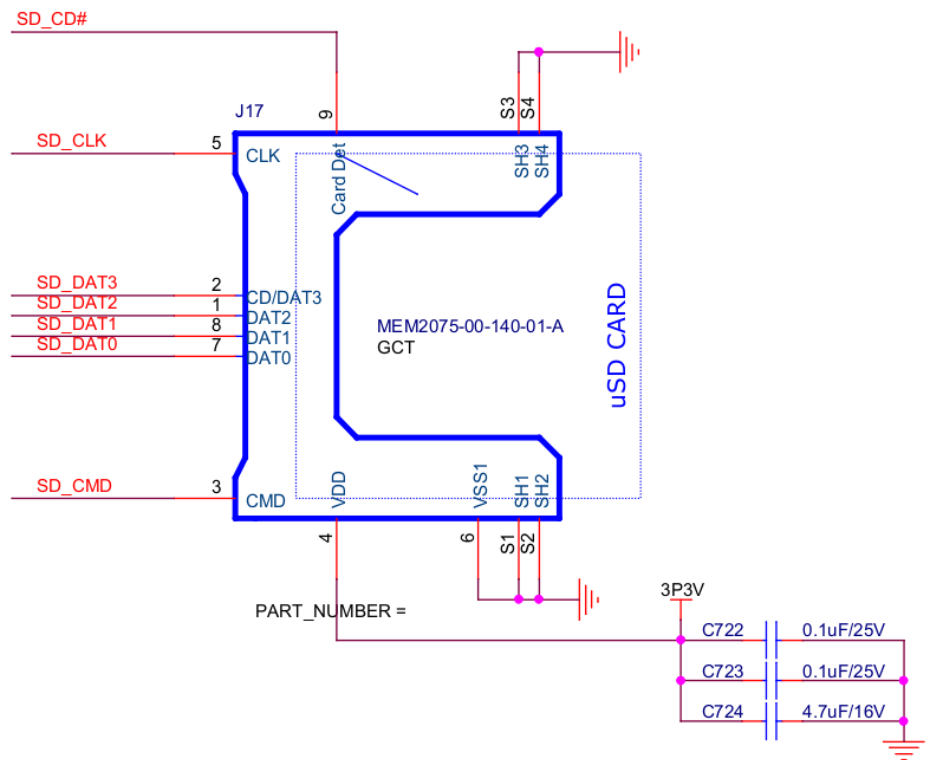 SD_CD#
J17
9
S3
S4
SD_CLK
5
CLK
Card Det
SH3
SH4
SD_DAT3
2
CD/DAT3
SD_DAT2
1
DAT2
SD_DAT1
8
DAT1
SD_DAT0
7
DAT0
MEM2075-00-140-01-A
GCT
uSD CARD
SD_CMD
3
CMD
VDD
VSS1
SH1
SH2
4
6
S1
S2
PART_NUMBER =
3P3V
C722
0.1uF/25V
C723
0.1uF/25V
C724
4.7uF/16V